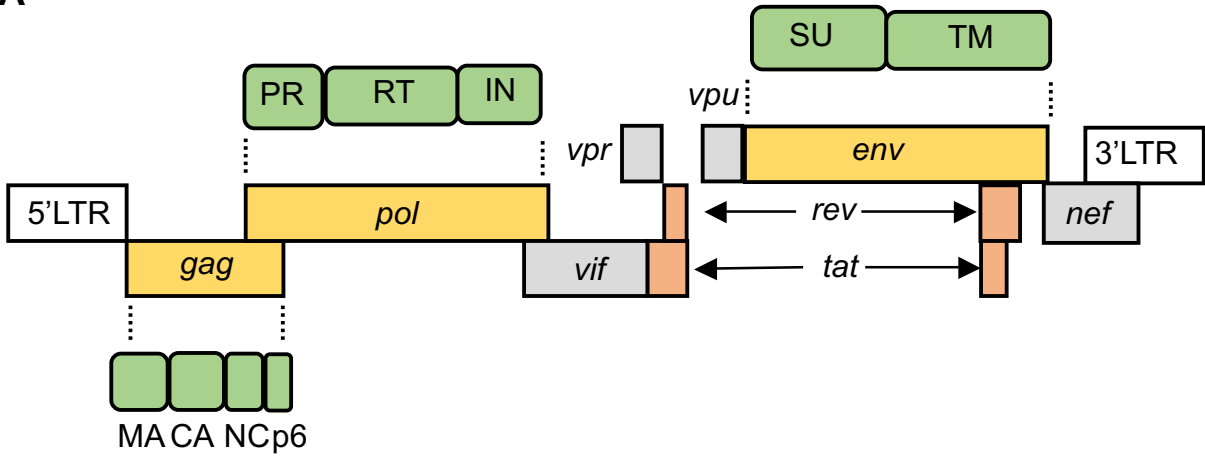 A
SU TM
PR RT IN
vpu
vpr
env
3'LTR
5'LTR
pol
rev
nef
gag
vif
tat
MA CA NC p6